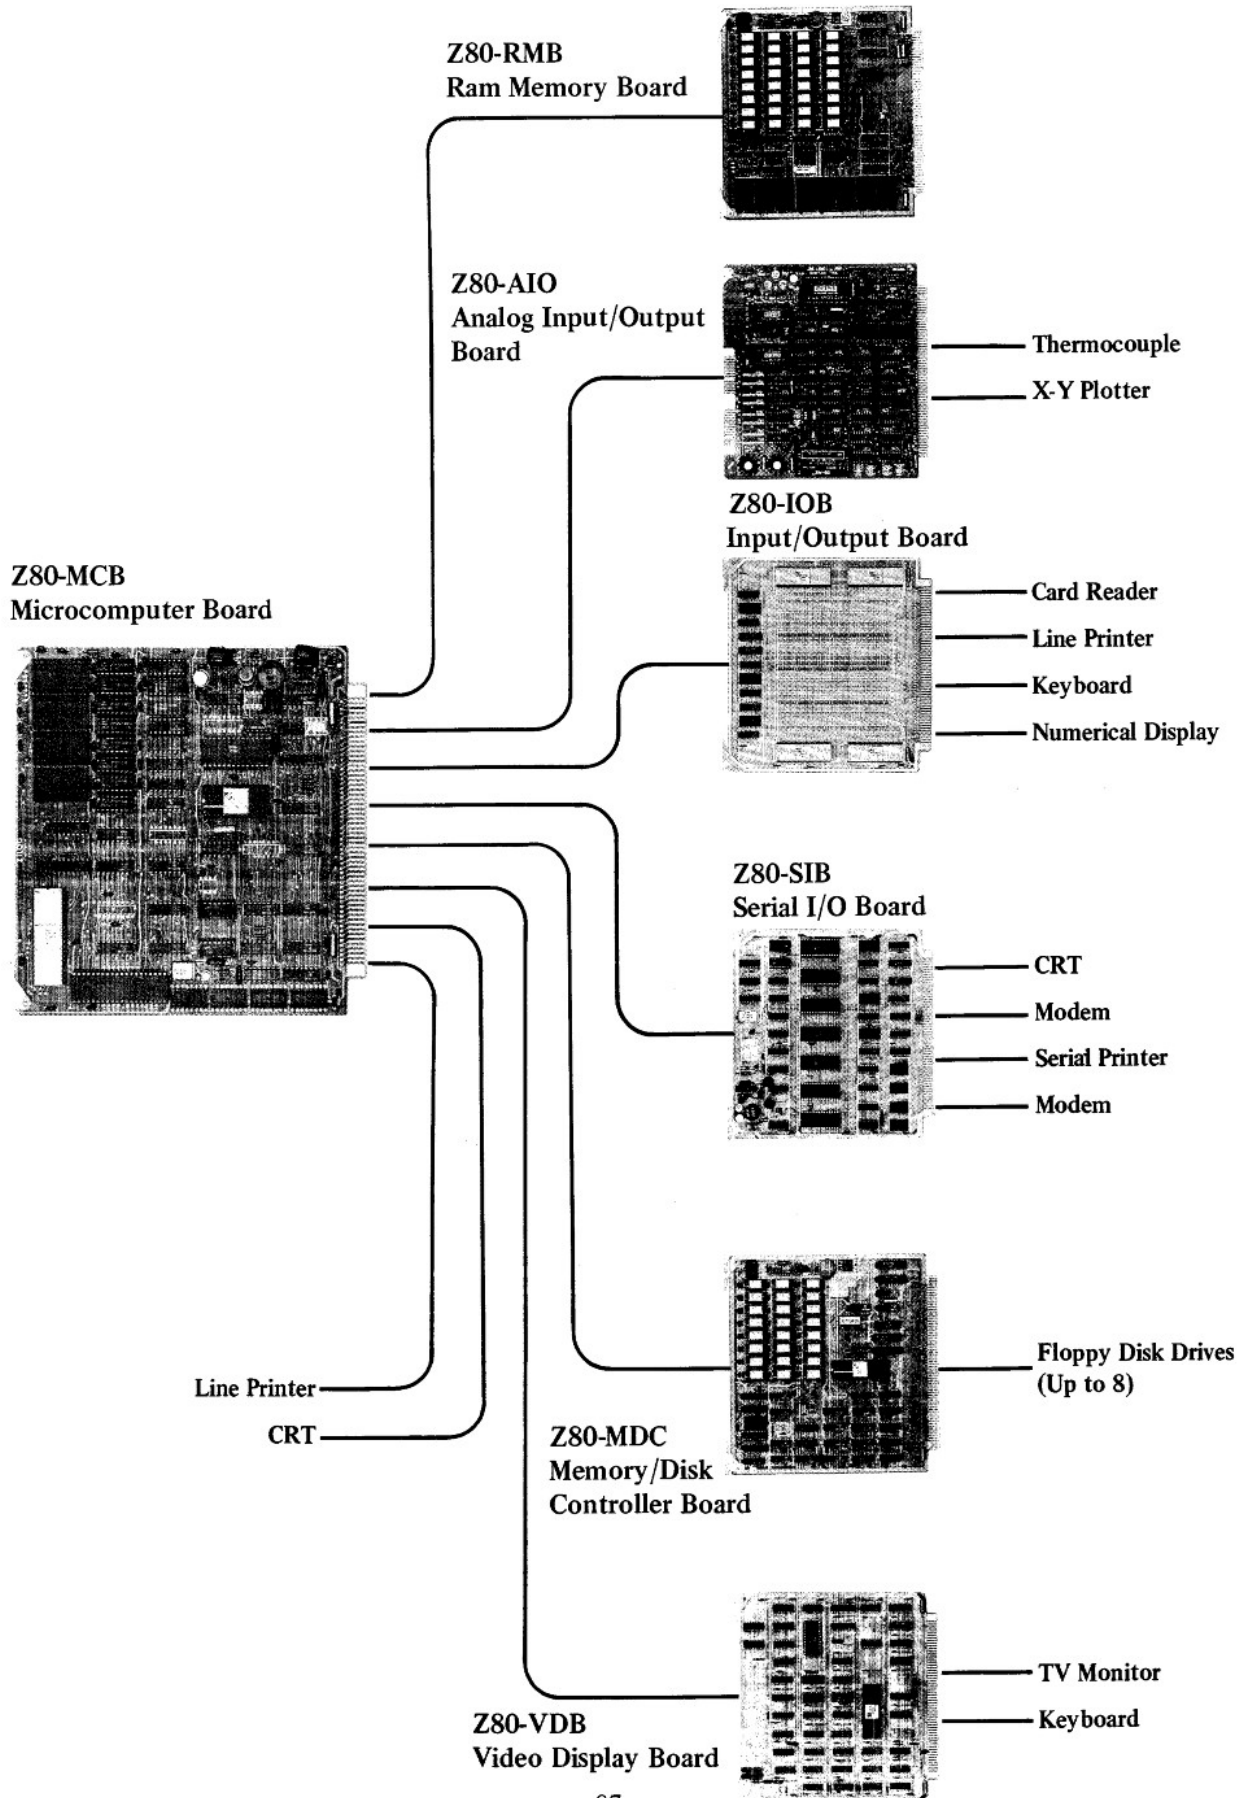 Z80-RMB
Ram Memory Board
Z80-AIO
Analog Input/Output
Board
Thermocouple
X-Y Plotter
Z80-IOB
Input/Output Board
Z80-MCB
Microcomputer Board
Card Reader
Line Printer
Keyboard
Numerical Display
Z80-SIB
Serial I/O Board
CRT
Modem
Serial Printer
Modem
Floppy Disk Drives
(Up to 8)
Line Printer
CRT
Z80-MDC
Memory/Disk
Controller Board
TV Monitor
Keyboard
Z80-VDB
Video Display Board